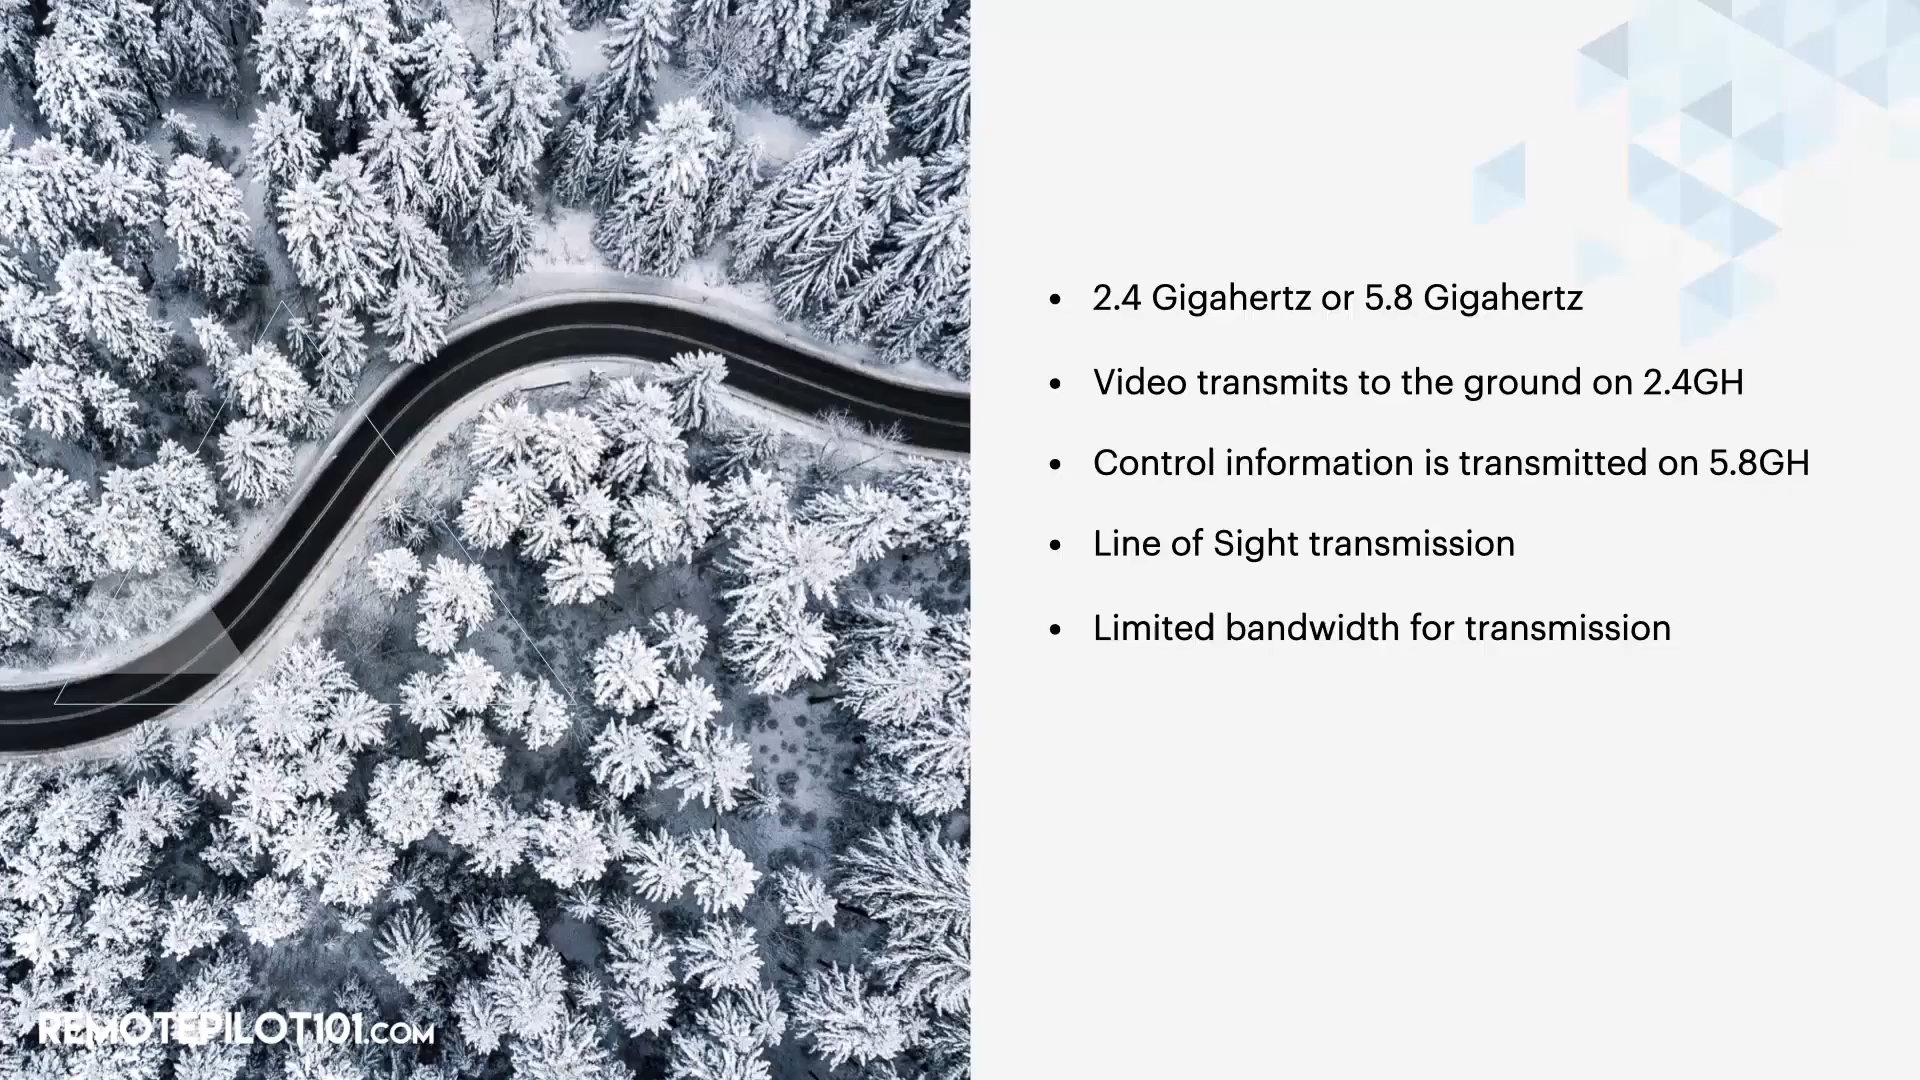 • 2.4 Gigahertz or 5.8 Gigahertz
• Video transmits to the ground on 2.4GH
• Control information is transmitted on 5.8GH
• Line of Sight transmission
• Limited bandwidth for transmission
REMOTEPILOT101.COM